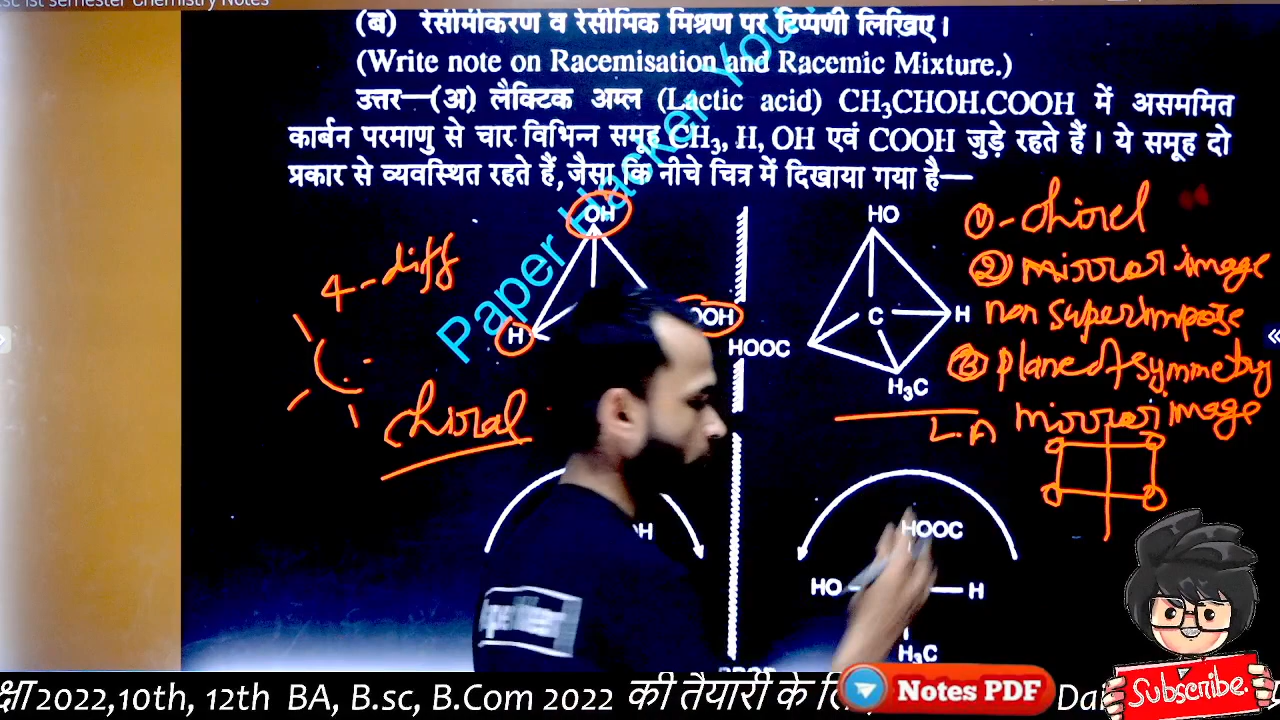 sc ist semester Chemistry Notes
(ब) रेसीमीकरण व रेसीमिक मिश्रण पर टिप्पणी लिखिए।
(Write note on Racemisation and Racemic Mixture.)
उत्तर—(अ) लैक्टिक अम्ल (Lactic acid) CH₃CHOH.COOH में असममित
कार्बन परमाणु से चार विभिन्न समूह CH₃, H, OH एवं COOH जुड़े रहते हैं। ये समूह दो
प्रकार से व्यवस्थित रहते हैं, जैसा कि नीचे चित्र में दिखाया गया है—
Paper Hacker You
OH
H
OOH
HO
C
H
HOOC
H₃C
4-diff
chiral
①-chiral
② mirror image
non superimpose
③ plane of symmetry
mirror image
L.A
HOOC
HO
H
H₃C
क्षा 2022,10th, 12th BA, B.sc, B.Com 2022 की तैयारी के
Notes PDF
Subscribe.